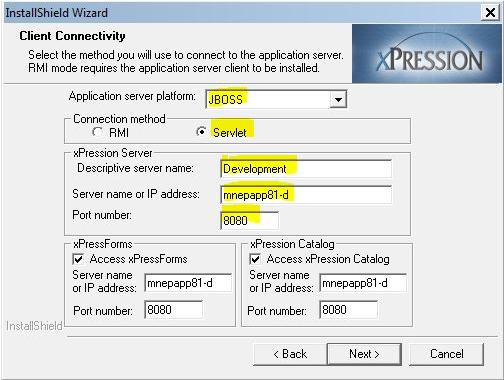 InstallShield Wizard
Client Connectivity
Select the method you will use to connect to the application server.
RMI mode requires the application server client to be installed.
xPRESSION
Application server platform: JBOSS
Connection method
RMI Servlet
xPression Server
Descriptive server name: Development
Server name or IP address: mnepapp81-d
Port number: 8080
xPressForms xPression Catalog
Access xPressForms Access xPression Catalog
Server name Server name
or IP address: mnepapp81-d or IP address: mnepapp81-d
Port number: 8080 Port number: 8080
InstallShield
< Back Next > Cancel